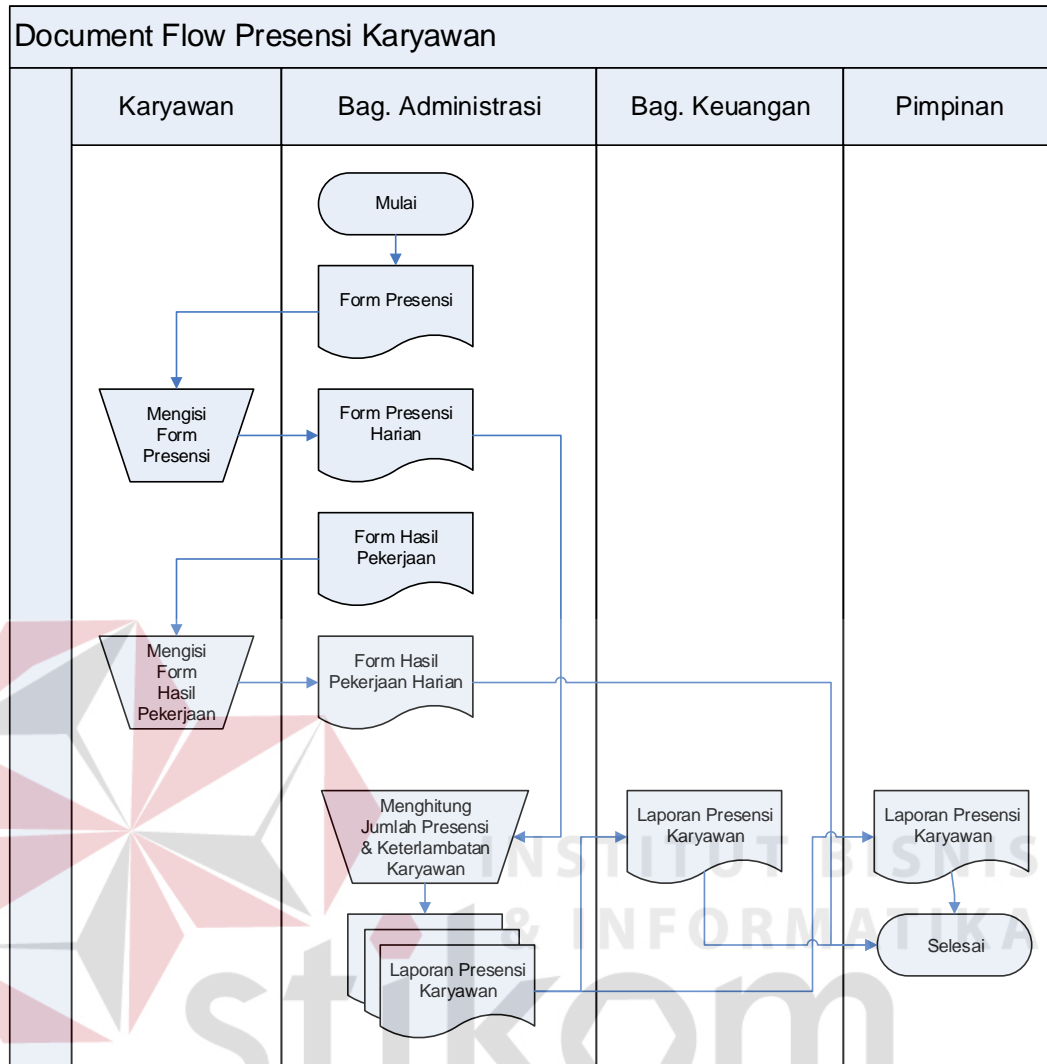 Document Flow Presensi Karyawan
Karyawan
Bag. Administrasi
Bag. Keuangan
Pimpinan
Mulai
Form Presensi
Mengisi
Form
Presensi
Form Presensi
Harian
Form Hasil
Pekerjaan
Mengisi
Form
Hasil
Pekerjaan
Form Hasil
Pekerjaan Harian
Menghitung
Jumlah Presensi
& Keterlambatan
Karyawan
Laporan Presensi
Karyawan
Laporan Presensi
Karyawan
Laporan Presensi
Karyawan
Selesai
INSTITUT BISNIS
& INFORMATIKA
stikom